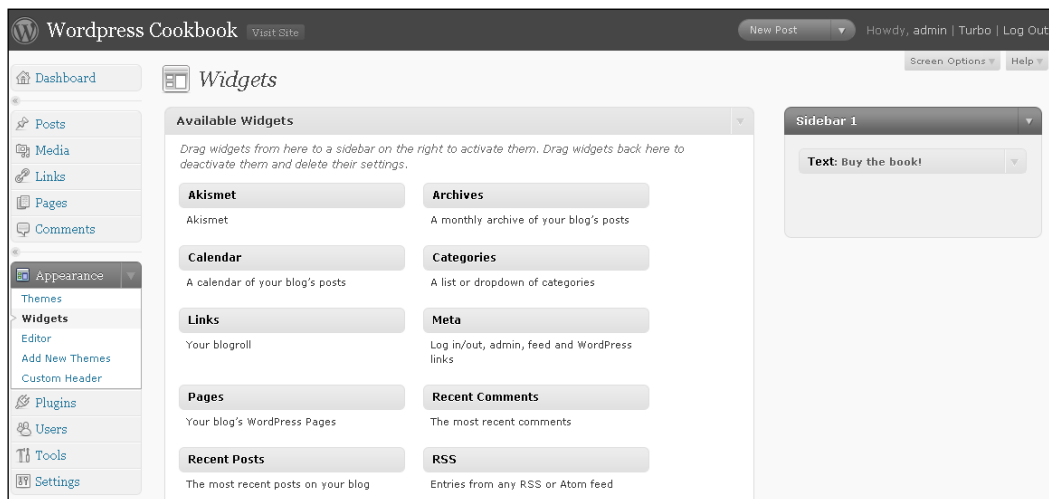 Wordpress Cookbook Visit Site
New Post
Howdy, admin | Turbo | Log Out
Screen Options
Help
Dashboard
Posts
Media
Links
Pages
Comments
Appearance
Themes
Widgets
Editor
Add New Themes
Custom Header
Plugins
Users
Tools
Settings
Widgets
Available Widgets
Drag widgets from here to a sidebar on the right to activate them. Drag widgets back here to
deactivate them and delete their settings.
Akismet
Akismet
Archives
A monthly archive of your blog's posts
Calendar
A calendar of your blog's posts
Categories
A list or dropdown of categories
Links
Your blogroll
Meta
Log in/out, admin, feed and WordPress
links
Pages
Your blog's WordPress Pages
Recent Comments
The most recent comments
Recent Posts
The most recent posts on your blog
RSS
Entries from any RSS or Atom feed
Sidebar 1
Text: Buy the book!